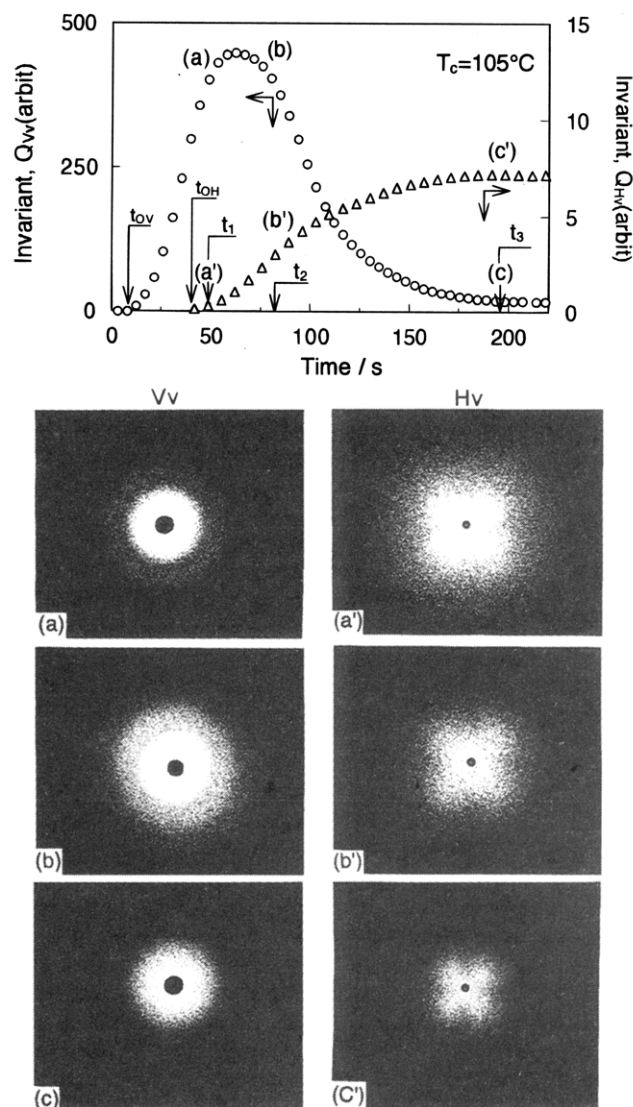 500
250
0
Invariant, Qvv(arbit)
15
10
5
0
Invariant, QHv(arbit)
Tc=105°C
(a)
(b)
(c')
tov
tOH
t1
(b')
(a')
t2
t3
(c)
0
50
100
150
200
Time / s
Vv
Hv
(a)
(a')
(b)
(b')
(c)
(C')